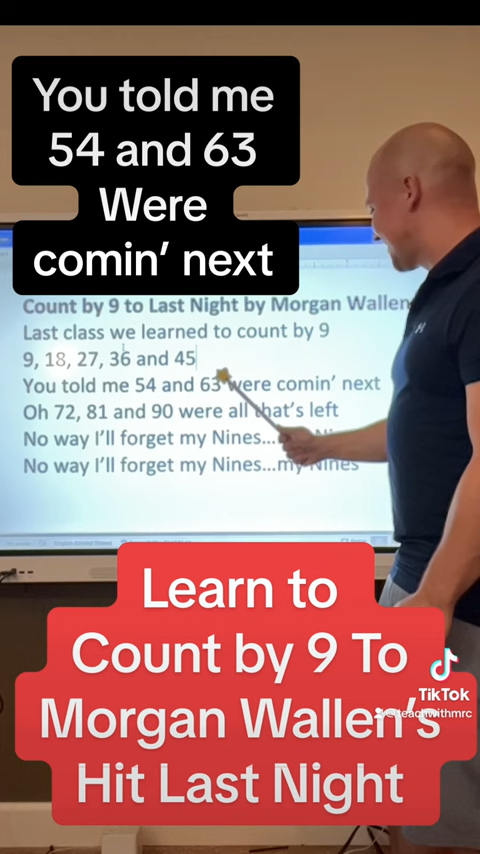 You told me
54 and 63
Were
comin’ next
Count by 9 to Last Night by Morgan Wallen
Last class we learned to count by 9
9, 18, 27, 36 and 45
You told me 54 and 63 were comin’ next
Oh 72, 81 and 90 were all that’s left
No way I’ll forget my Nines...
No way I’ll forget my Nines...my Nines
Learn to
Count by 9 To
Morgan Wallen’s
Hit Last Night
TikTok
@teachwithmrc